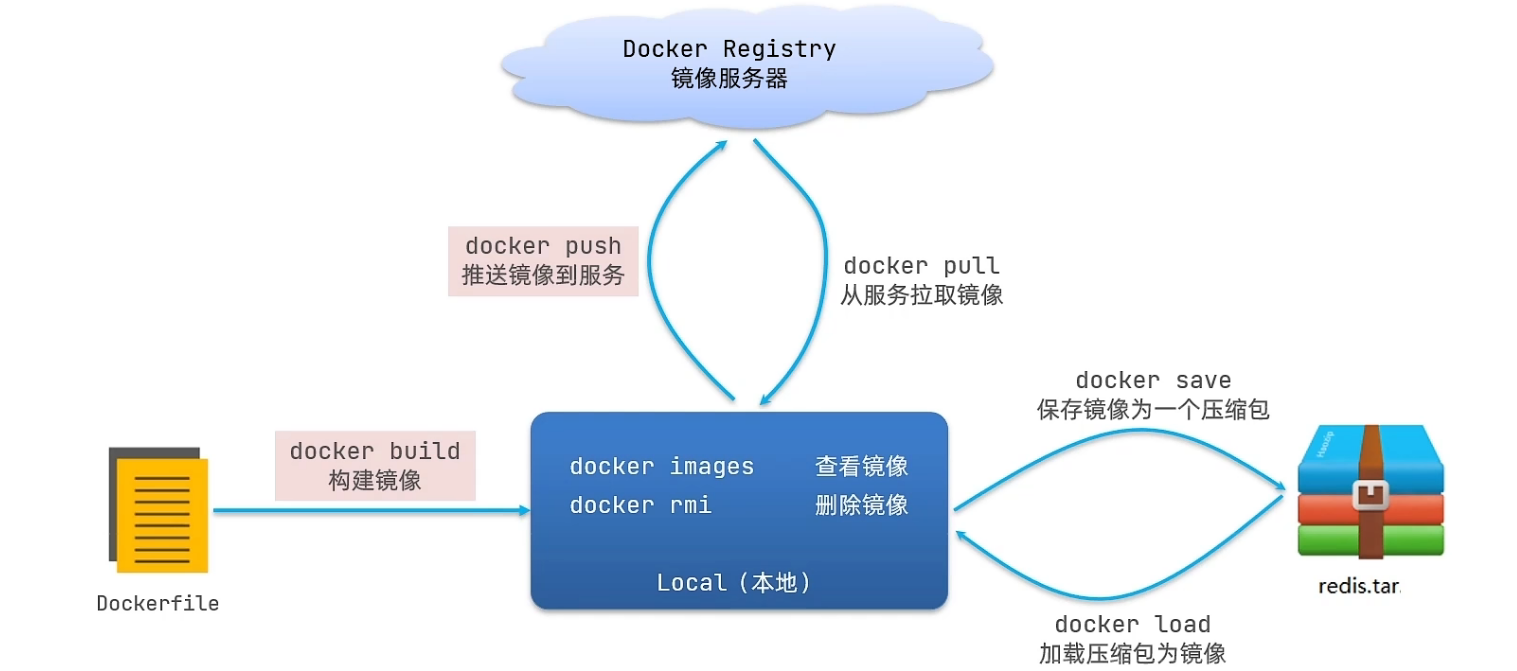 Docker Registry
镜像服务器
docker push
推送镜像到服务
docker pull
从服务拉取镜像
docker save
保存镜像为一个压缩包
docker build
构建镜像
docker images 查看镜像
docker rmi 删除镜像
Local（本地）
Haozip
redis.tar
Dockerfile
docker load
加载压缩包为镜像